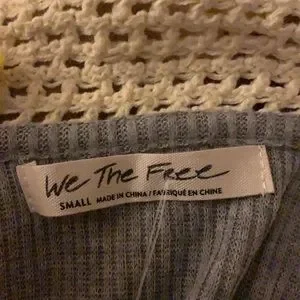 We The Free
SMALL MADE IN CHINA / FABRIQUÉ EN CHINE